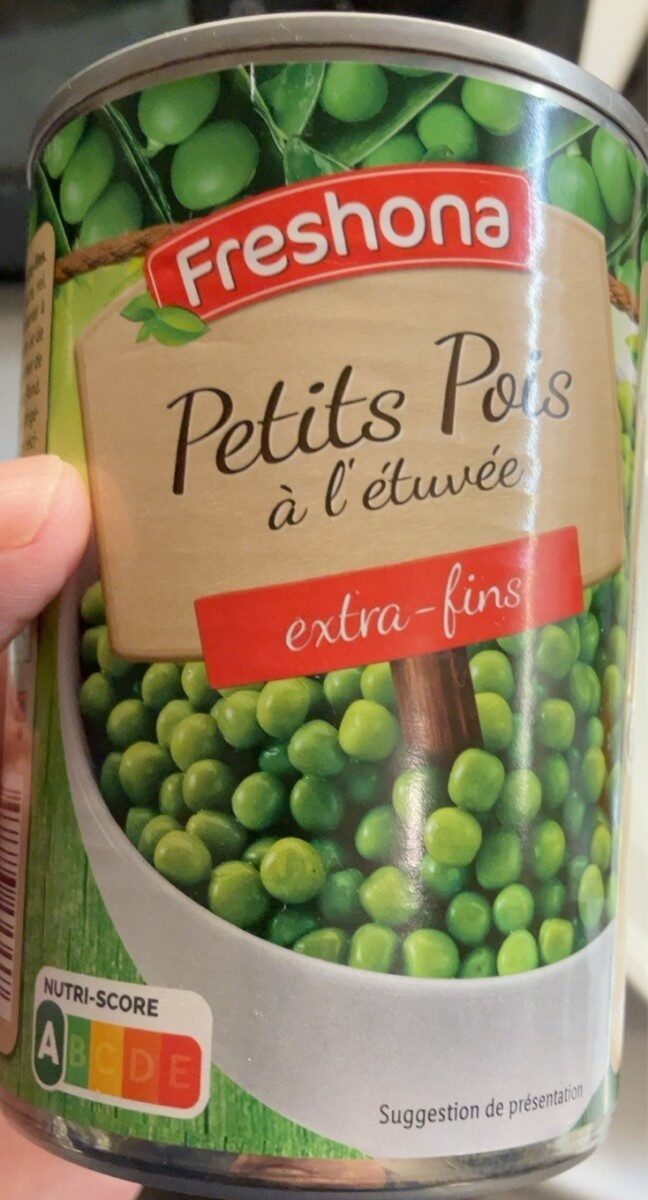 Freshona
Petits Pois
à l'étuvée
extra-fins
NUTRI-SCORE
A B C D E
Suggestion de présentation